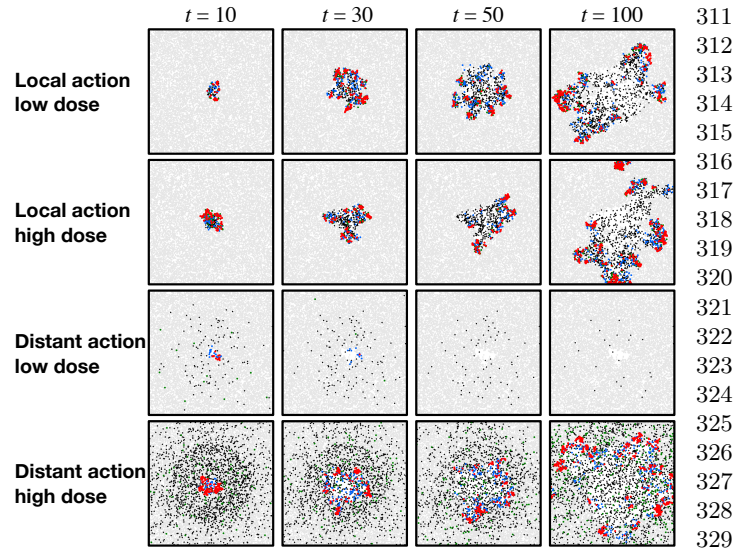 t = 10 t = 30 t = 50 t = 100
Local action
low dose
Local action
high dose
Distant action
low dose
Distant action
high dose
311
312
313
314
315
316
317
318
319
320
321
322
323
324
325
326
327
328
329